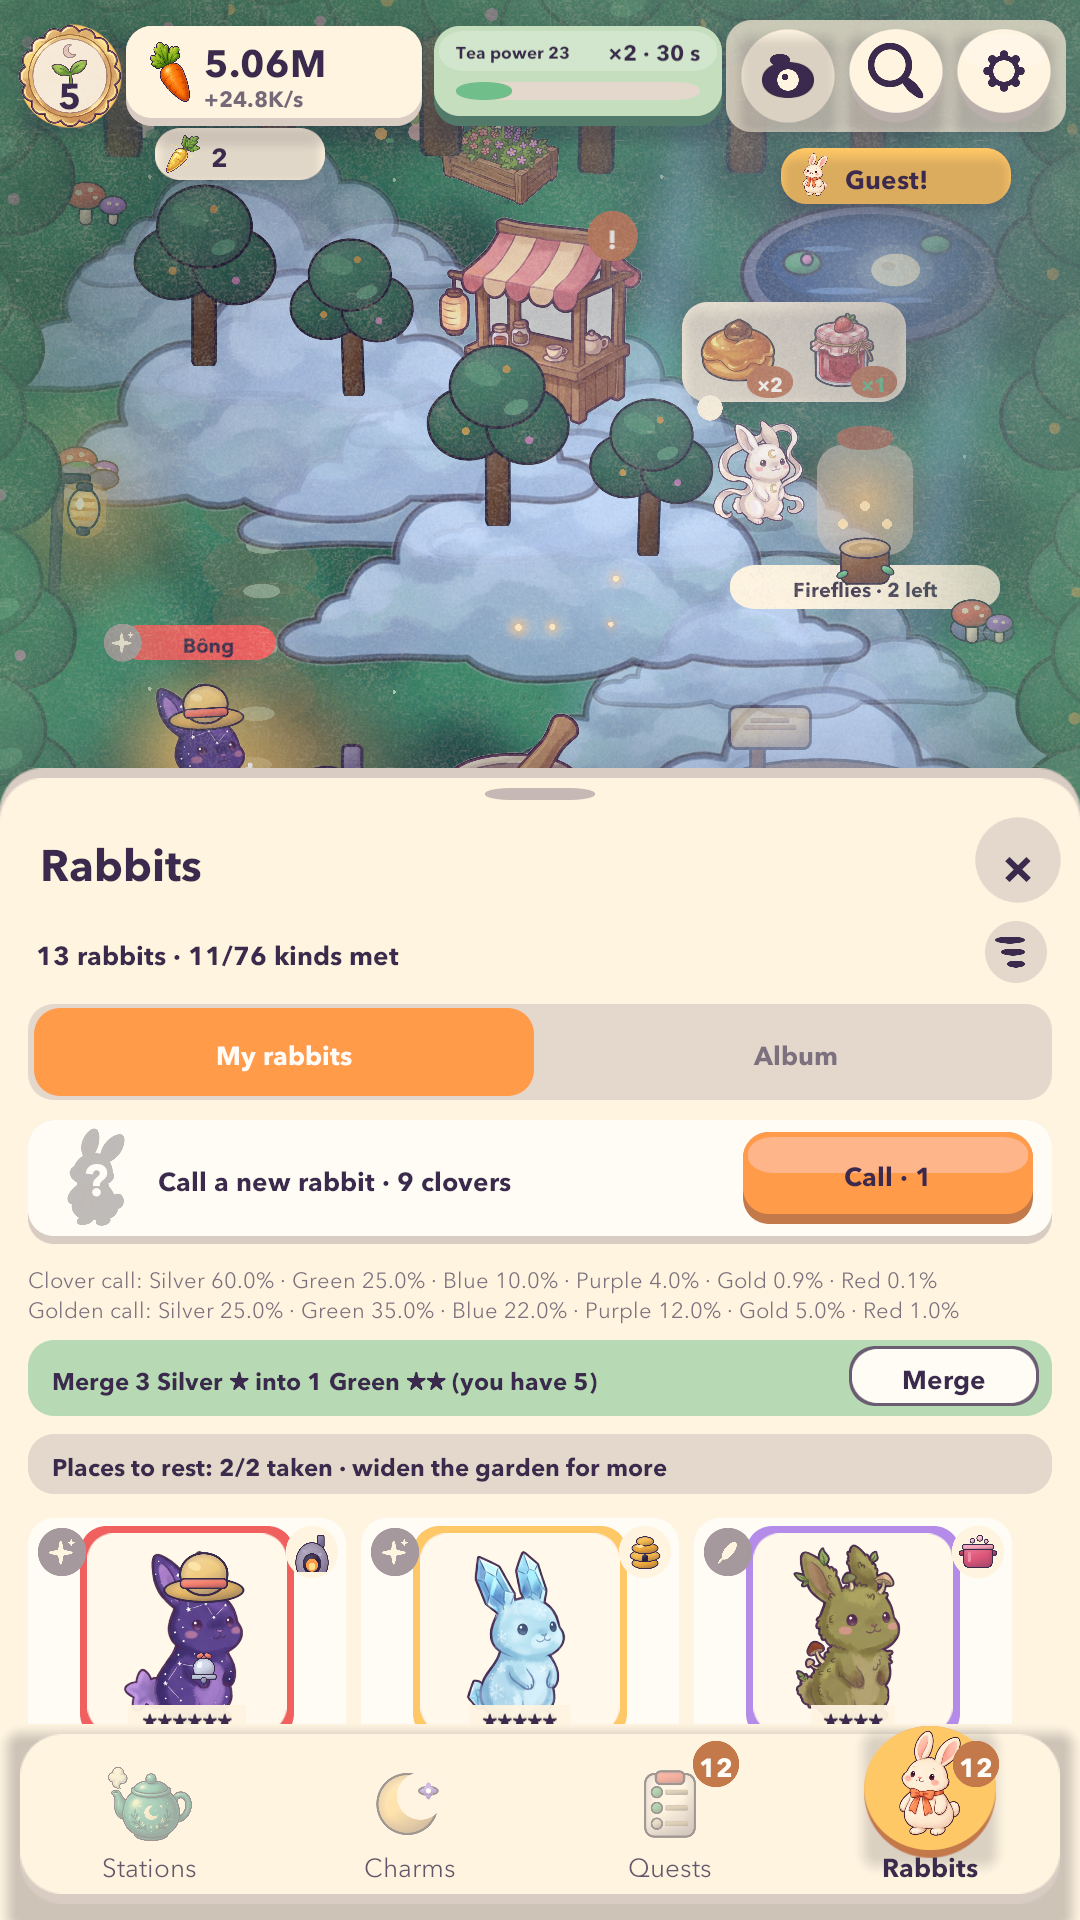 5
5.06M
+24.8K/s
Tea power 23
×2 · 30 s
2
Guest!
!
×2
×1
Fireflies · 2 left
Bông
Rabbits
13 rabbits · 11/76 kinds met
My rabbits
Album
?
Call a new rabbit · 9 clovers
Call · 1
Clover call: Silver 60.0% · Green 25.0% · Blue 10.0% · Purple 4.0% · Gold 0.9% · Red 0.1%
Golden call: Silver 25.0% · Green 35.0% · Blue 22.0% · Purple 12.0% · Gold 5.0% · Red 1.0%
Merge 3 Silver ★ into 1 Green ★★ (you have 5)
Merge
Places to rest: 2/2 taken · widen the garden for more
★★★★★★
★★★★★
★★★★
12
12
Stations
Charms
Quests
Rabbits